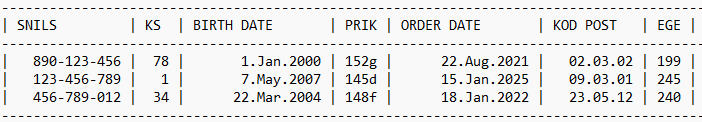 -----------------------------------------------------------------------------------------
| SNILS | KS | BIRTH DATE | PRIK | ORDER DATE | KOD POST | EGE |
-----------------------------------------------------------------------------------------
| 890-123-456 | 78 | 1.Jan.2000 | 152g | 22.Aug.2021 | 02.03.02 | 199 |
| 123-456-789 | 1 | 7.May.2007 | 145d | 15.Jan.2025 | 09.03.01 | 245 |
| 456-789-012 | 34 | 22.Mar.2004 | 148f | 18.Jan.2022 | 23.05.12 | 240 |
-----------------------------------------------------------------------------------------